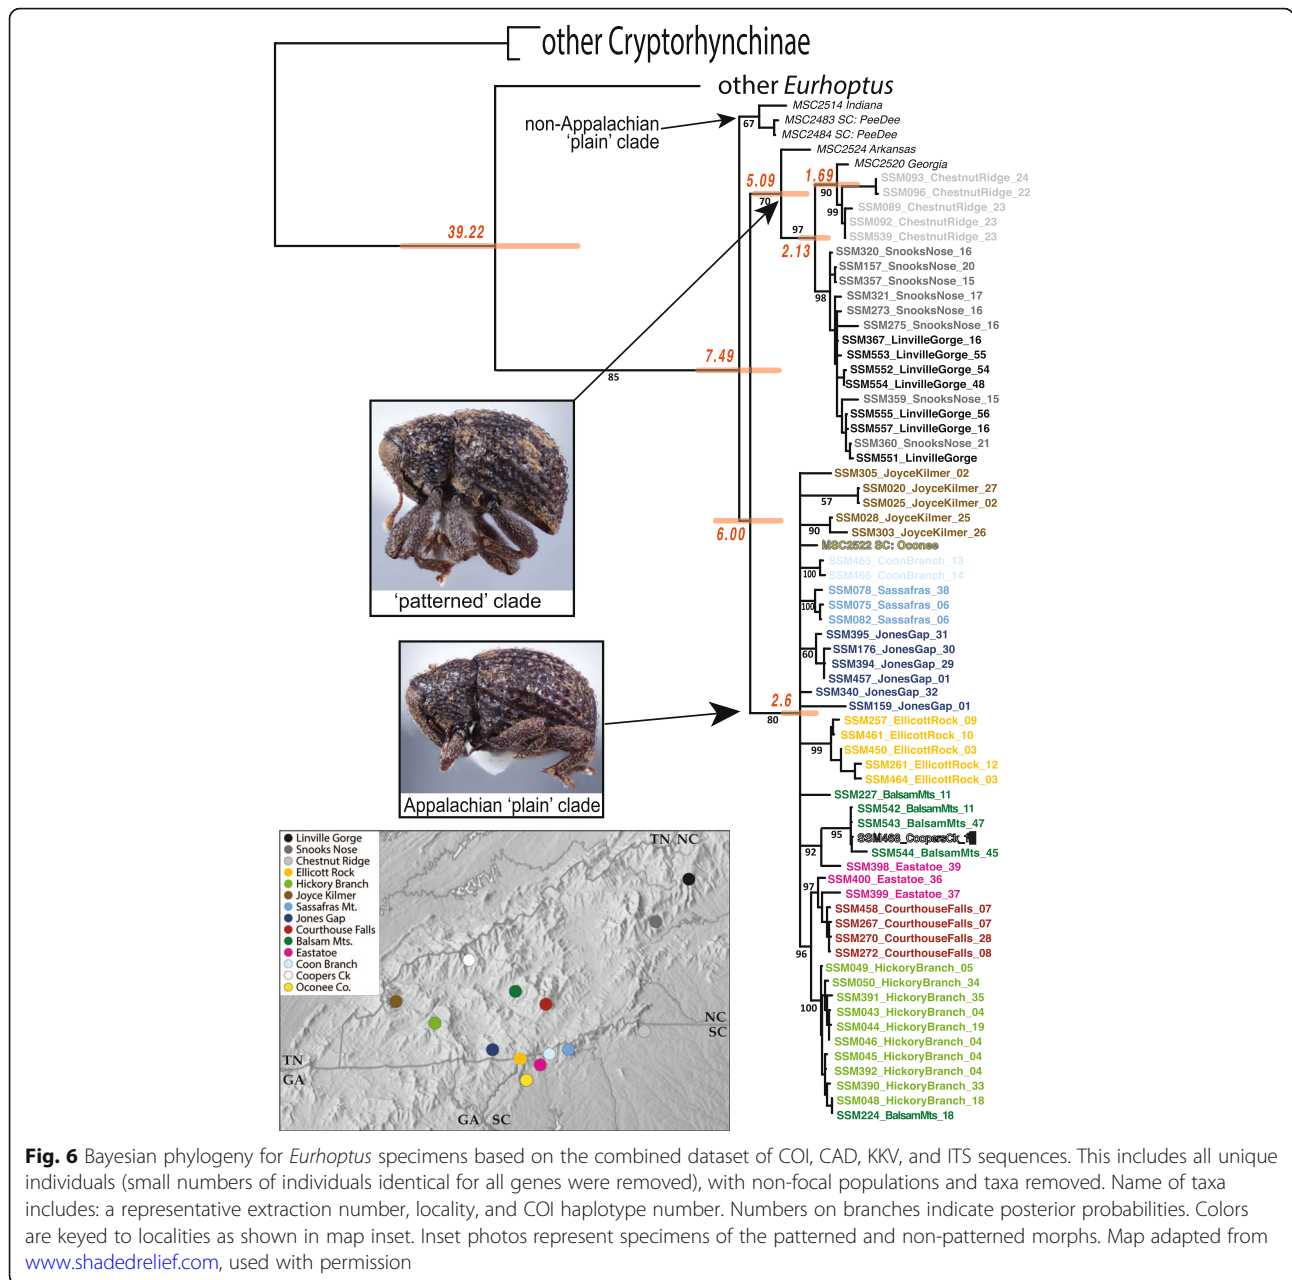 other Cryptorhynchinae
other Eurhoptus
non-Appalachian
'plain' clade
67
MSC2514 Indiana
MSC2483 SC: PeeDee
MSC2484 SC: PeeDee
MSC2524 Arkansas
MSC2520 Georgia
5.09
70
1.69
90
99
97
2.13
98
39.22
7.49
85
6.00
SSM093_ChestnutRidge_24
SSM096_ChestnutRidge_22
SSM089_ChestnutRidge_23
SSM092_ChestnutRidge_23
SSM539_ChestnutRidge_23
SSM320_SnooksNose_16
SSM157_SnooksNose_20
SSM357_SnooksNose_15
SSM321_SnooksNose_17
SSM273_SnooksNose_16
SSM275_SnooksNose_16
SSM367_LinvilleGorge_16
SSM553_LinvilleGorge_55
SSM552_LinvilleGorge_54
SSM554_LinvilleGorge_48
SSM359_SnooksNose_15
SSM555_LinvilleGorge_56
SSM557_LinvilleGorge_16
SSM360_SnooksNose_21
SSM551_LinvilleGorge
'patterned' clade
Appalachian 'plain' clade
2.6
80
SSM305_JoyceKilmer_02
57
SSM020_JoyceKilmer_27
SSM025_JoyceKilmer_02
90
SSM028_JoyceKilmer_25
SSM303_JoyceKilmer_26
MSC2522 SC: Oconee
100
SSM465_CoonBranch_13
SSM466_CoonBranch_14
100
SSM078_Sassafras_38
SSM075_Sassafras_06
SSM082_Sassafras_06
60
SSM395_JonesGap_31
SSM176_JonesGap_30
SSM394_JonesGap_29
SSM457_JonesGap_01
SSM340_JonesGap_32
SSM159_JonesGap_01
99
SSM257_EllicottRock_09
SSM461_EllicottRock_10
SSM450_EllicottRock_03
SSM261_EllicottRock_12
SSM464_EllicottRock_03
SSM227_BalsamMts_11
92
95
SSM542_BalsamMts_11
SSM543_BalsamMts_47
SSM468_CoopersCk
SSM544_BalsamMts_45
SSM398_Eastatoe_39
96
97
SSM400_Eastatoe_36
SSM399_Eastatoe_37
SSM458_CourthouseFalls_07
SSM267_CourthouseFalls_07
SSM270_CourthouseFalls_28
SSM272_CourthouseFalls_08
100
SSM049_HickoryBranch_05
SSM050_HickoryBranch_34
SSM391_HickoryBranch_35
SSM043_HickoryBranch_04
SSM044_HickoryBranch_19
SSM046_HickoryBranch_04
SSM045_HickoryBranch_04
SSM392_HickoryBranch_04
SSM390_HickoryBranch_33
SSM048_HickoryBranch_18
SSM224_BalsamMts_18
Linville Gorge
Snooks Nose
Chestnut Ridge
Ellicott Rock
Hickory Branch
Joyce Kilmer
Sassafras Mt.
Jones Gap
Courthouse Falls
Balsam Mts.
Eastatoe
Coon Branch
Coopers Ck
Oconee Co.
TN NC
NC
SC
TN
GA
GA SC
Fig. 6 Bayesian phylogeny for Eurhoptus specimens based on the combined dataset of COI, CAD, KKV, and ITS sequences. This includes all unique
individuals (small numbers of individuals identical for all genes were removed), with non-focal populations and taxa removed. Name of taxa
includes: a representative extraction number, locality, and COI haplotype number. Numbers on branches indicate posterior probabilities. Colors
are keyed to localities as shown in map inset. Inset photos represent specimens of the patterned and non-patterned morphs. Map adapted from
www.shadedrelief.com, used with permission